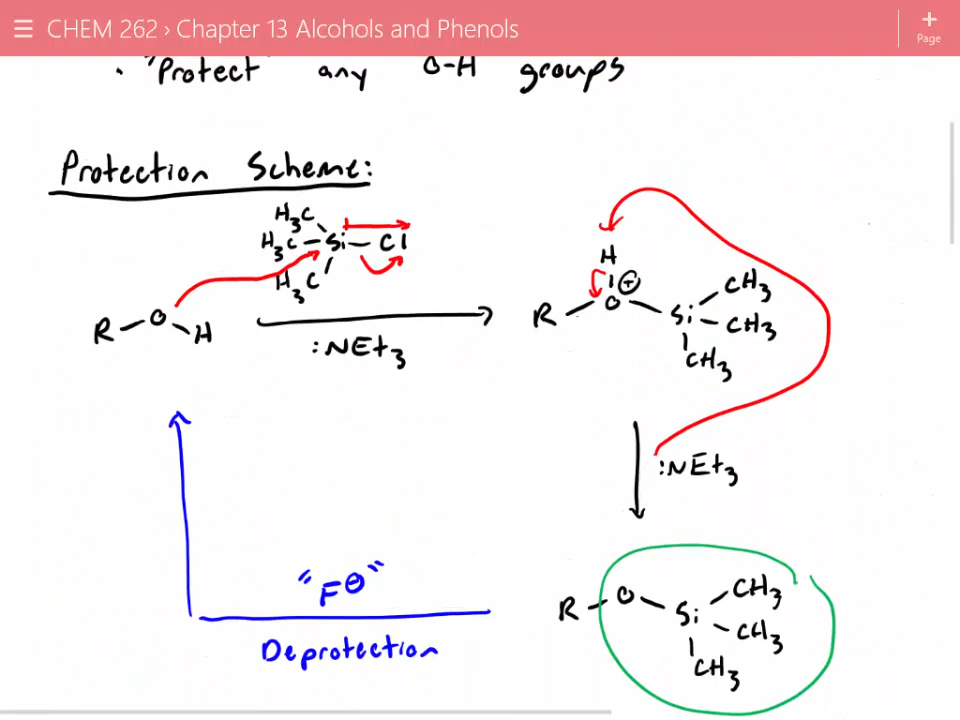 ☰ CHEM 262 › Chapter 13 Alcohols and Phenols
+
Page
• "Protect" any O-H groups
Protection Scheme:
H₃C
H₃C – Si – Cl
H₃C
R – O – H
:NEt₃
H
R – O ⊕ – Si – CH₃
CH₃
CH₃
:NEt₃
"F⊖"
Deprotection
R – O – Si – CH₃
CH₃
CH₃